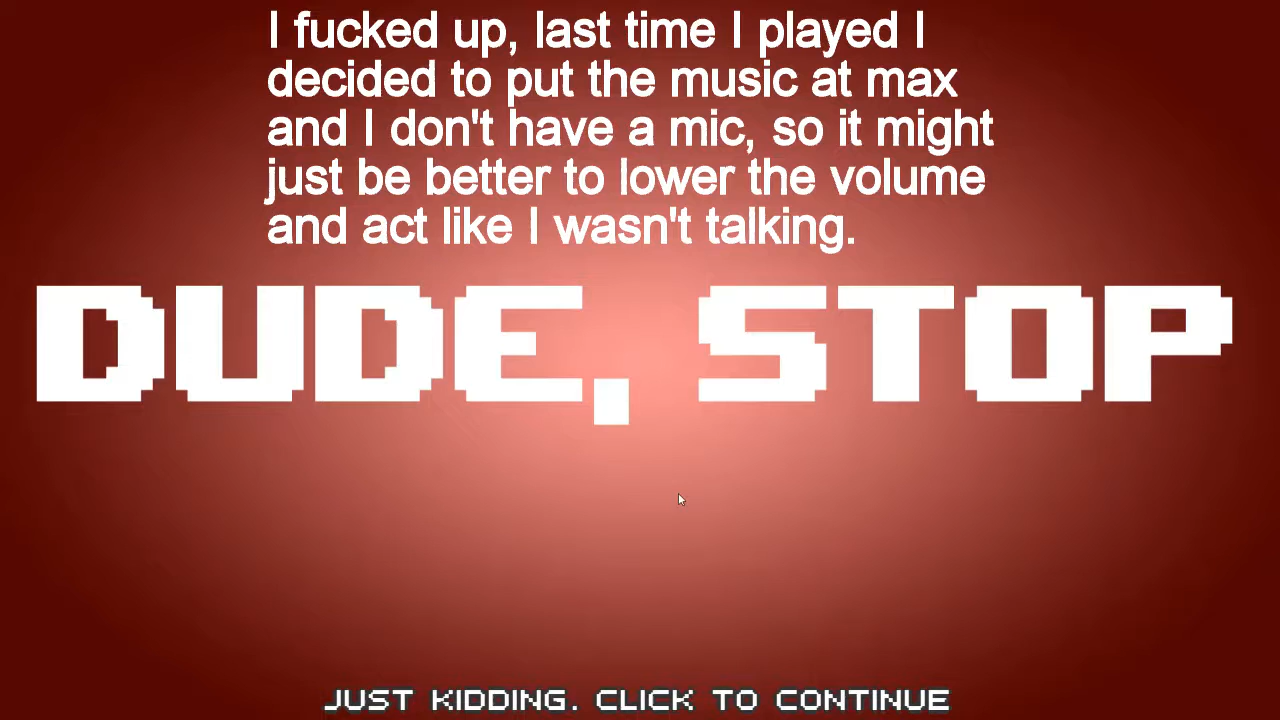 I fucked up, last time I played I
decided to put the music at max
and I don't have a mic, so it might
just be better to lower the volume
and act like I wasn't talking.
DUDE, STOP
JUST KIDDING. CLICK TO CONTINUE